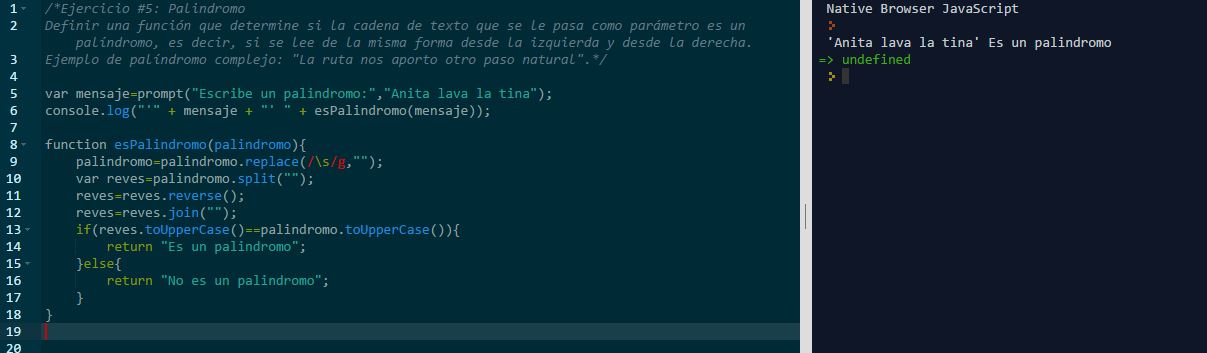 1 /*Ejercicio #5: Palindromo
2 Definir una función que determine si la cadena de texto que se le pasa como parámetro es un
palíndromo, es decir, si se lee de la misma forma desde la izquierda y desde la derecha.
3 Ejemplo de palíndromo complejo: "La ruta nos aporto otro paso natural".*/
4
5 var mensaje=prompt("Escribe un palindromo:","Anita lava la tina");
6 console.log("'" + mensaje + "' " + esPalindromo(mensaje));
7
8 function esPalindromo(palindromo){
9 palindromo=palindromo.replace(/\s/g,"");
10 var reves=palindromo.split("");
11 reves=reves.reverse();
12 reves=reves.join("");
13 if(reves.toUpperCase()==palindromo.toUpperCase()){
14 return "Es un palindromo";
15 }else{
16 return "No es un palindromo";
17 }
18 }
19
20
Native Browser JavaScript
'Anita lava la tina' Es un palindromo
=> undefined